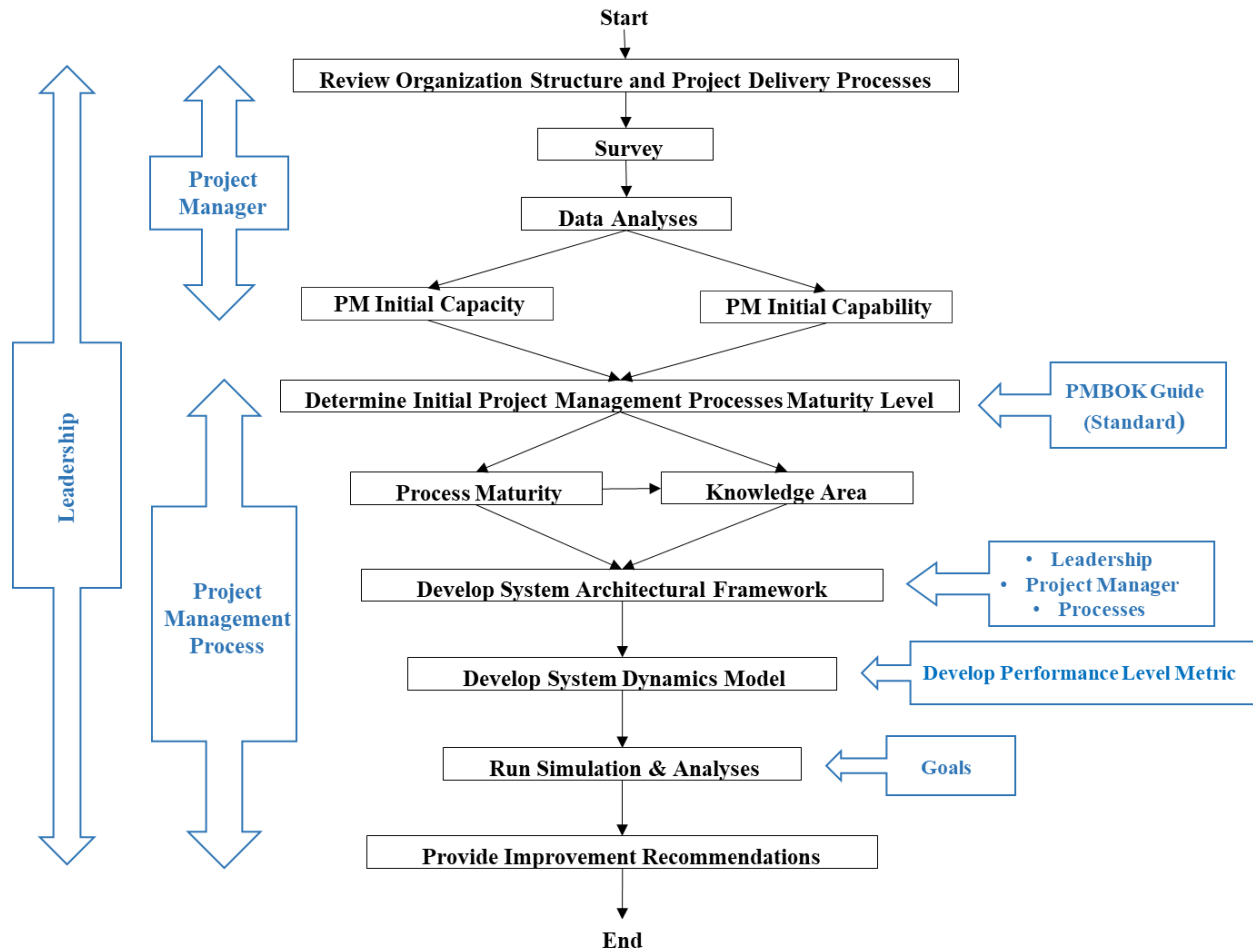 Start
Review Organization Structure and Project Delivery Processes
Survey
Project
Manager
Data Analyses
PM Initial Capacity
PM Initial Capability
Determine Initial Project Management Processes Maturity Level
PMBOK Guide
(Standard)
Leadership
Process Maturity
Knowledge Area
• Leadership
• Project Manager
• Processes
Develop System Architectural Framework
Project
Management
Process
Develop System Dynamics Model
Develop Performance Level Metric
Run Simulation & Analyses
Goals
Provide Improvement Recommendations
End